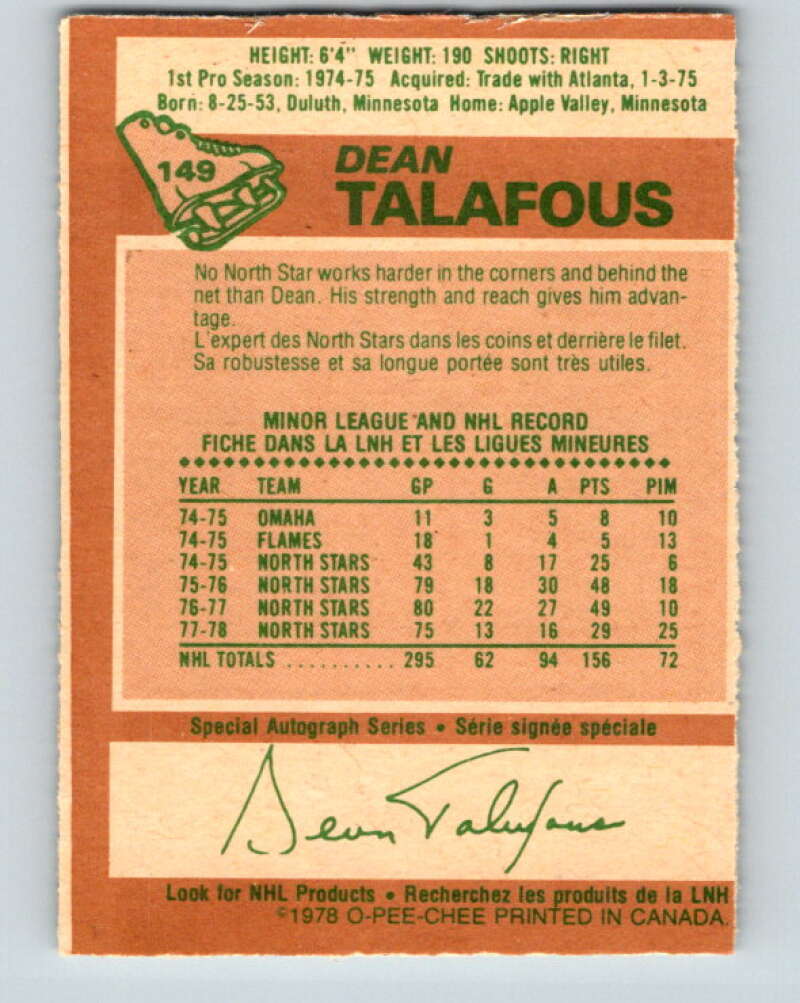 HEIGHT: 6'4" WEIGHT: 190 SHOOTS: RIGHT
1st Pro Season: 1974-75 Acquired: Trade with Atlanta, 1-3-75
Born: 8-25-53, Duluth, Minnesota Home: Apple Valley, Minnesota
149
DEAN
TALAFOUS
No North Star works harder in the corners and behind the
net than Dean. His strength and reach gives him advan-
tage.
L'expert des North Stars dans les coins et derrière le filet.
Sa robustesse et sa longue portée sont très utiles.
MINOR LEAGUE AND NHL RECORD
FICHE DANS LA LNH ET LES LIGUES MINEURES
YEAR TEAM GP G A PTS PIM
74-75 OMAHA 11 3 5 8 10
74-75 FLAMES 18 1 4 5 13
74-75 NORTH STARS 43 8 17 25 6
75-76 NORTH STARS 79 18 30 48 18
76-77 NORTH STARS 80 22 27 49 10
77-78 NORTH STARS 75 13 16 29 25
NHL TOTALS .......... 295 62 94 156 72
Special Autograph Series • Série signée spéciale
Dean Talafous
Look for NHL Products • Recherchez les produits de la LNH
©1978 O-PEE-CHEE PRINTED IN CANADA.